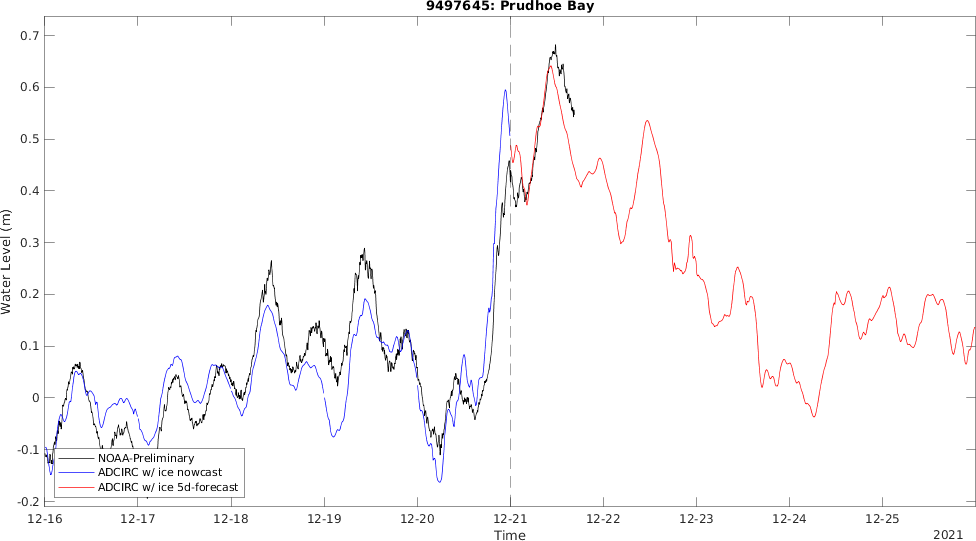 9497645: Prudhoe Bay
0.7
0.6
0.5
0.4
0.3
0.2
0.1
0
-0.1
-0.2
Water Level (m)
NOAA-Preliminary
ADCIRC w/ ice nowcast
ADCIRC w/ ice 5d-forecast
12-16 12-17 12-18 12-19 12-20 12-21 12-22 12-23 12-24 12-25
Time
2021